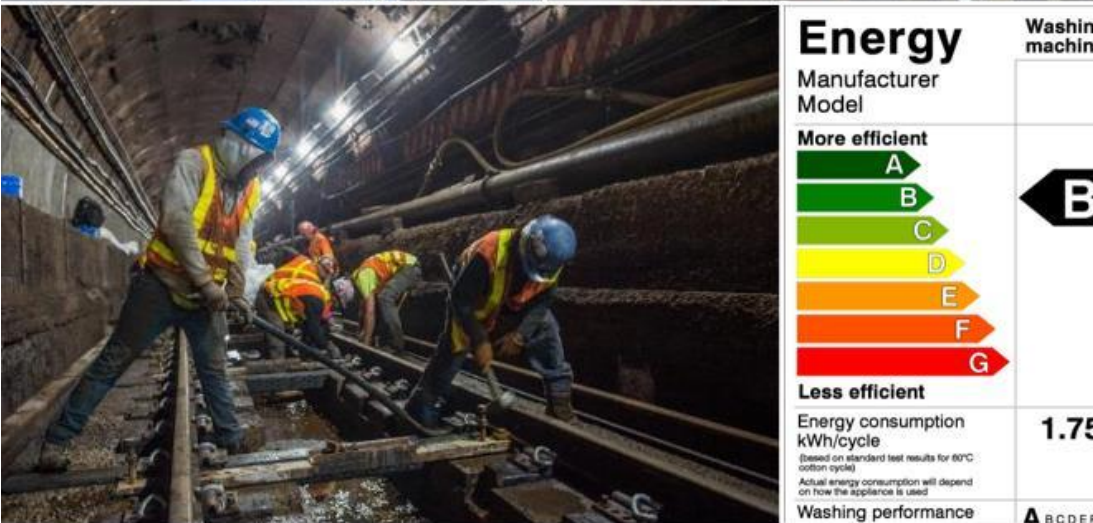 Energy
Washin
machin
Manufacturer
Model
More efficient
A
B
C
D
E
F
G
B
Less efficient
Energy consumption
kWh/cycle
1.75
(based on standard test results for 60°C
cotton cycle)
Actual energy consumption will depend
on how the appliance is used
Washing performance
A BCDEF